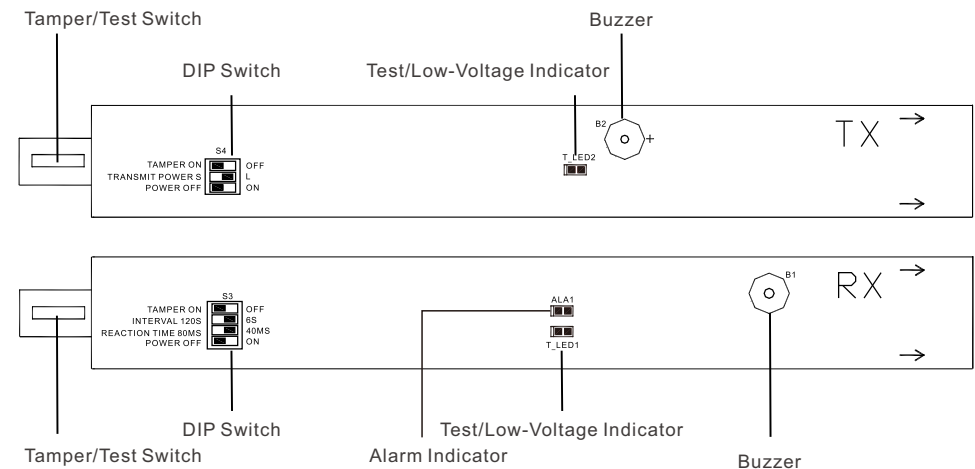 Tamper/Test Switch
Buzzer
DIP Switch
Test/Low-Voltage Indicator
B2
+
TX
S4
T_LED2
TAMPER ON OFF
TRANSMIT POWER S L
POWER OFF ON
S3
ALA1
B1
RX
TAMPER ON OFF
INTERVAL 120S 6S
REACTION TIME 80MS 40MS
POWER OFF ON
T_LED1
DIP Switch
Test/Low-Voltage Indicator
Tamper/Test Switch
Alarm Indicator
Buzzer